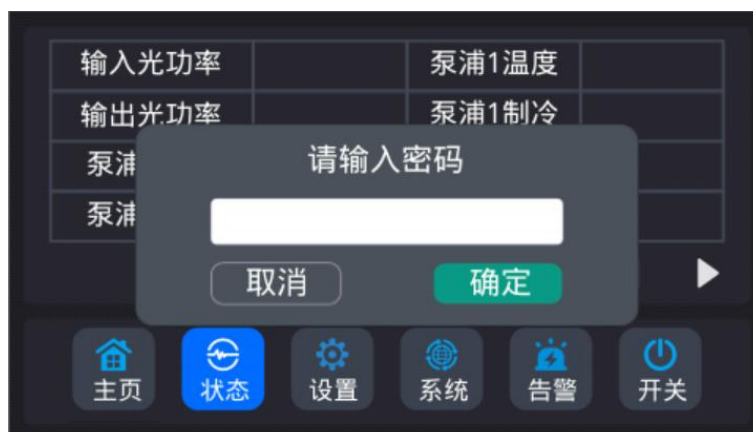 输入光功率 泵浦1温度
输出光功率 泵浦1制冷
泵浦
泵浦
请输入密码
取消 确定
主页 状态 设置 系统 告警 开关